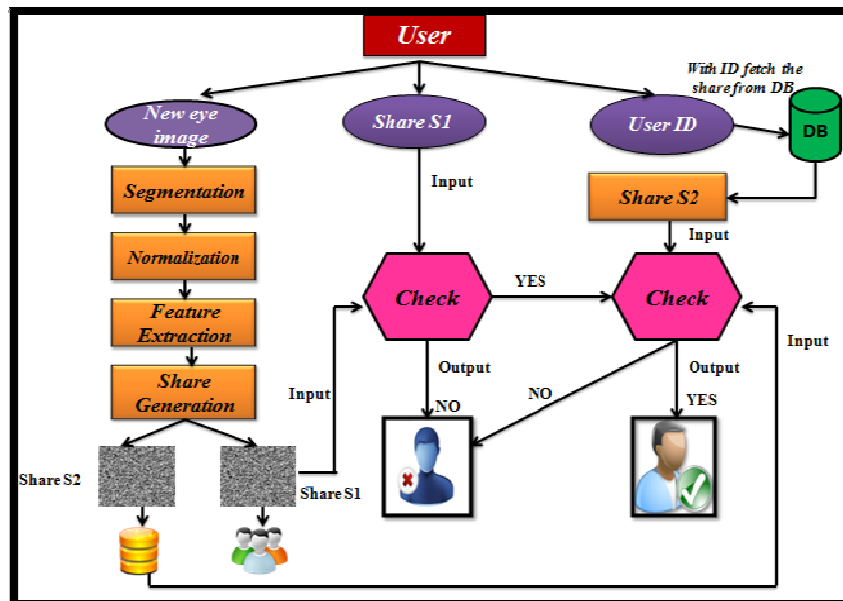 User
With ID fetch the
share from DB
New eye
image
Share S1
User ID
DB
Segmentation
Input
Share S2
Normalization
Input
Check
YES
Check
Feature
Extraction
Input
Share
Generation
Input
Output
Output
NO
NO
YES
Share S2
Share S1